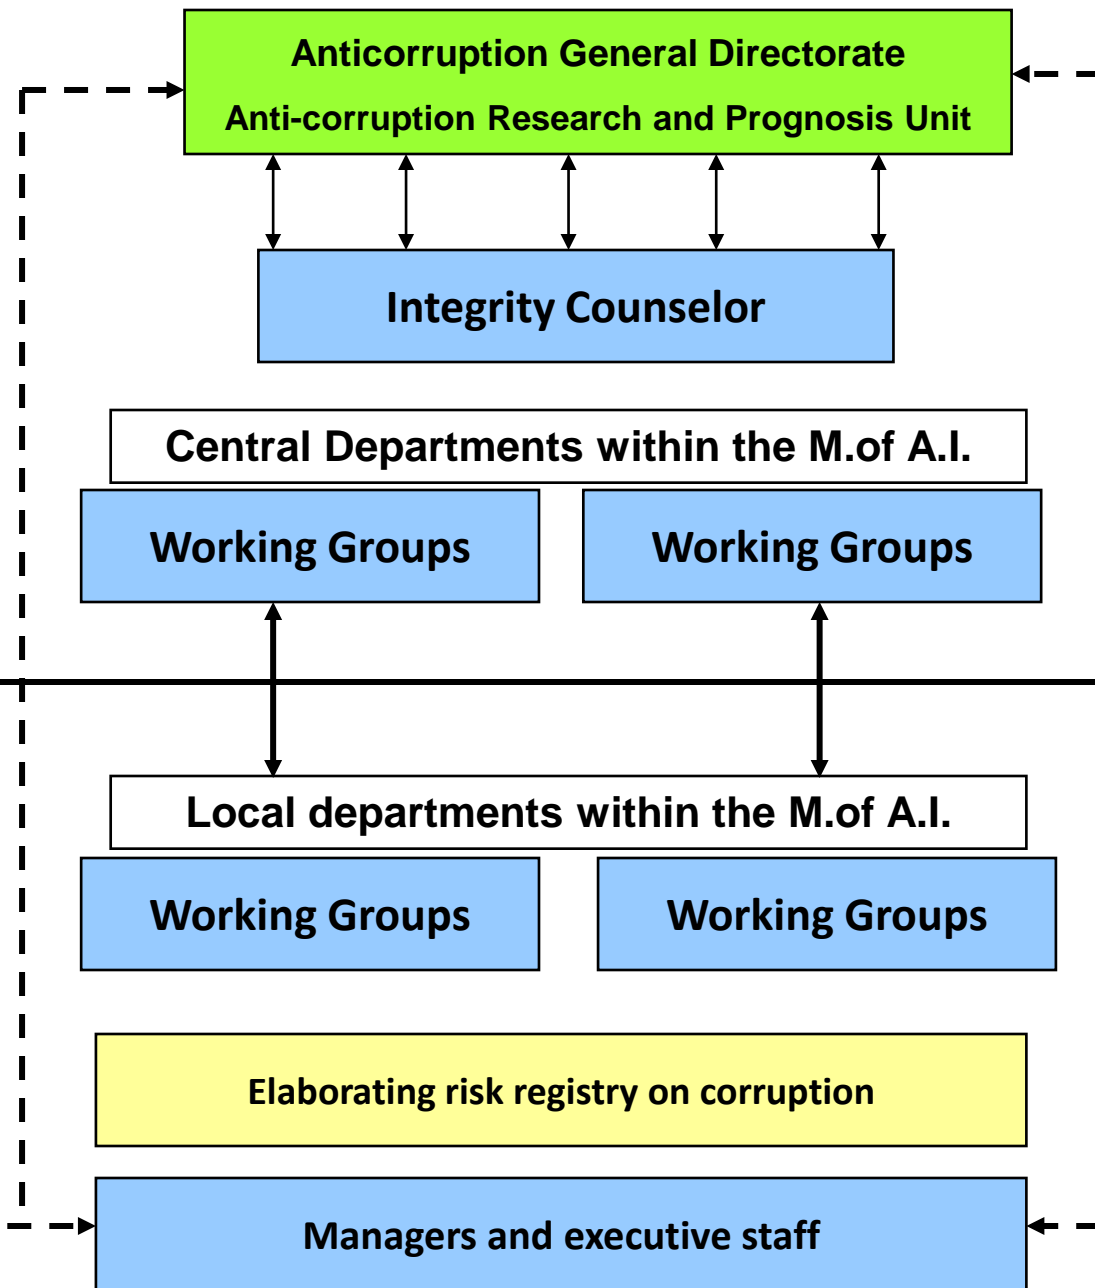 Anticorruption General Directorate
Anti-corruption Research and Prognosis Unit
Integrity Counselor
Central Departments within the M.of A.I.
Working Groups
Working Groups
Local departments within the M.of A.I.
Working Groups
Working Groups
Elaborating risk registry on corruption
Managers and executive staff